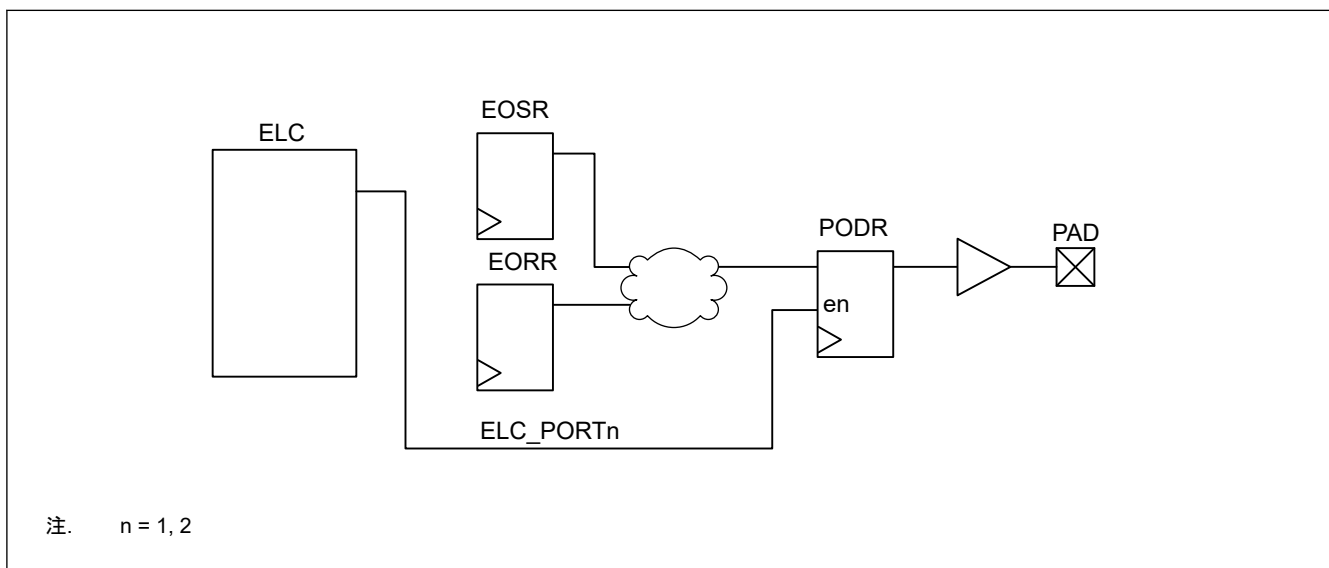 EOSR
ELC
EORR
PODR
PAD
en
ELC_PORTn
注. n = 1, 2